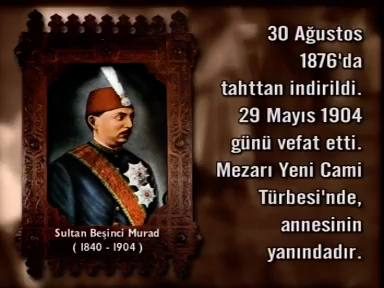 30 Ağustos
1876'da
tahttan indirildi.
29 Mayıs 1904
günü vefat etti.
Mezarı Yeni Cami
Türbesi'nde,
annesinin
yanındadır.
Sultan Beşinci Murad
( 1840 - 1904 )